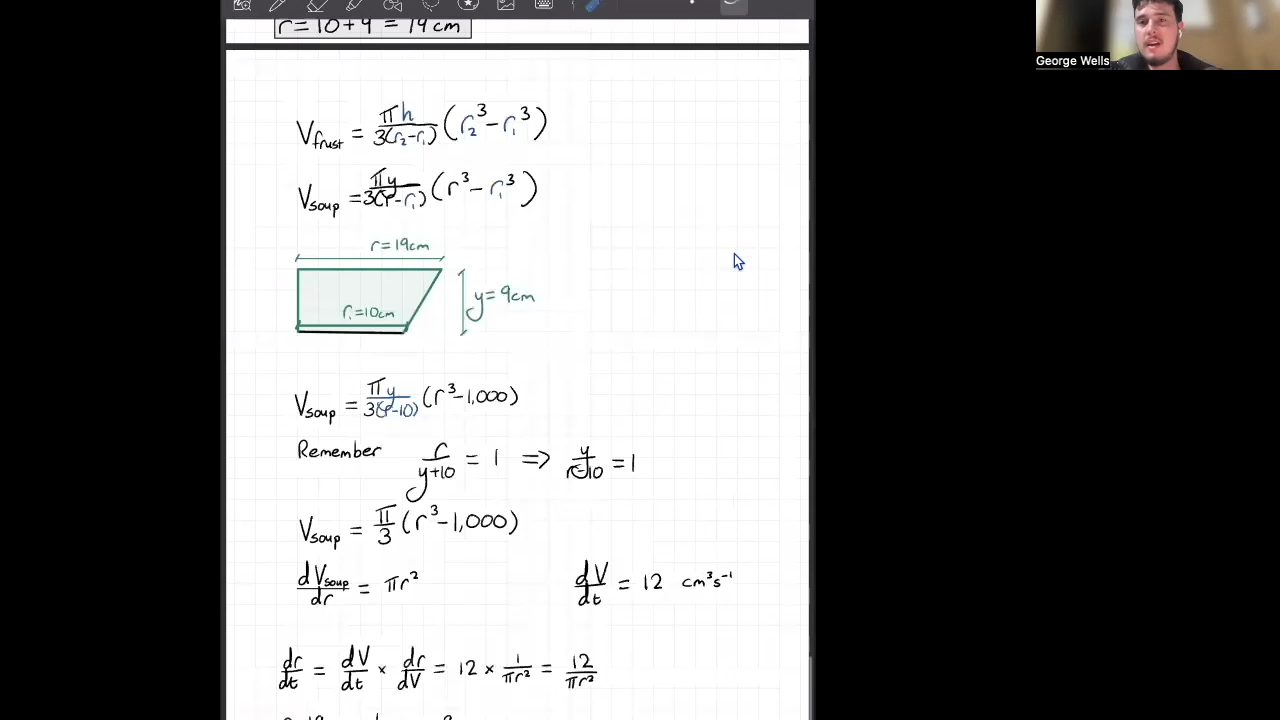 r = 10 + 9 = 19 cm
George Wells
V_frust = πh/3(r₂-r₁) (r₂³ - r₁³)
V_soup = πy/3(r-r₁) (r³ - r₁³)
r = 19cm
r₁ = 10cm
y = 9cm
V_soup = πy/3(r-10) (r³ - 1,000)
Remember r/y+10 = 1 ⇒ y/r-10 = 1
V_soup = π/3 (r³ - 1,000)
dV_soup/dr = πr² dV/dt = 12 cm³s⁻¹
dr/dt = dV/dt × dr/dV = 12 × 1/πr² = 12/πr²